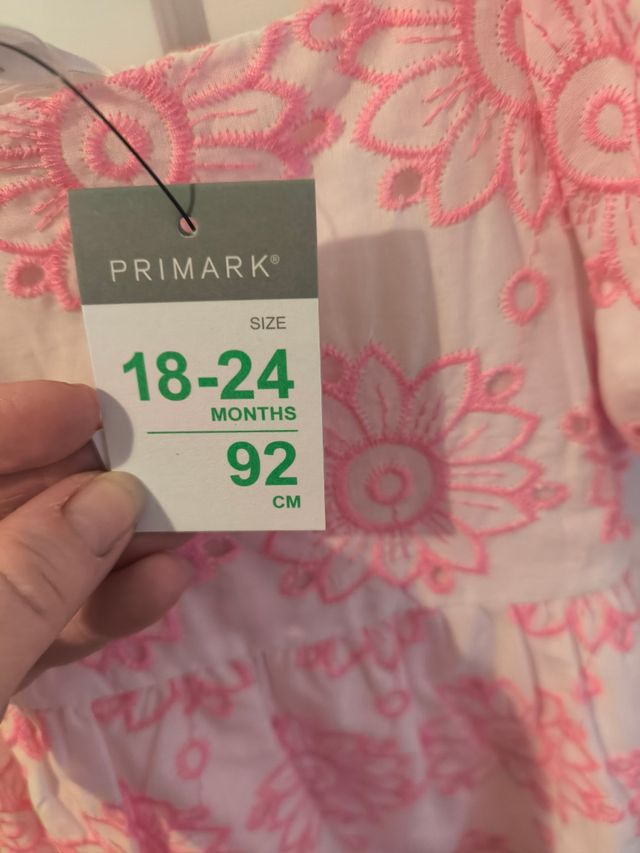 PRIMARK®
SIZE
18-24
MONTHS
92
CM